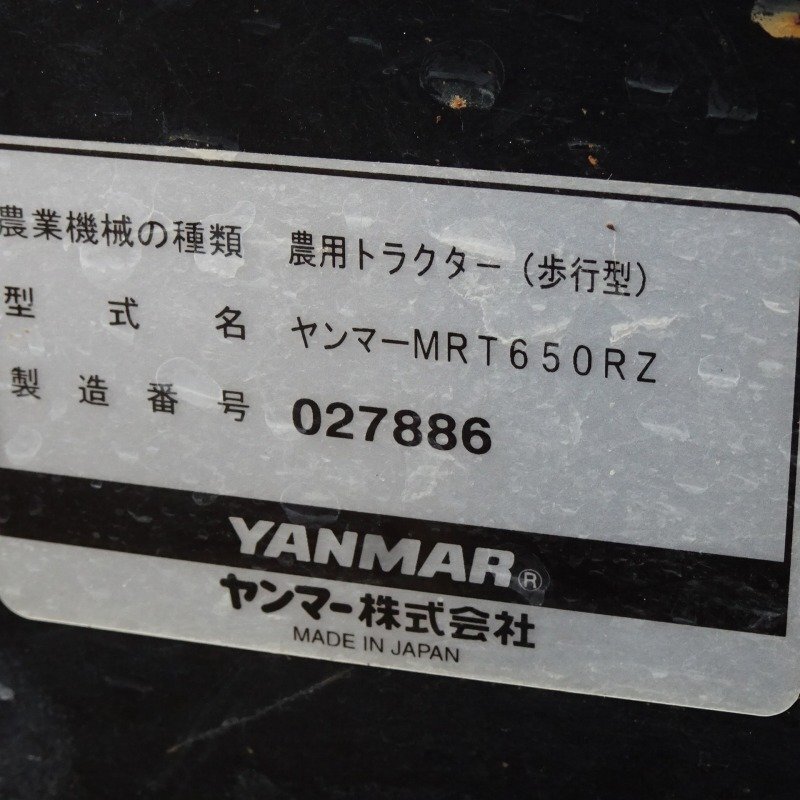 農業機械の種類 農用トラクター(歩行型)
型式名 ヤンマーMRT650RZ
製造番号 027886
YANMAR®
ヤンマー株式会社
MADE IN JAPAN